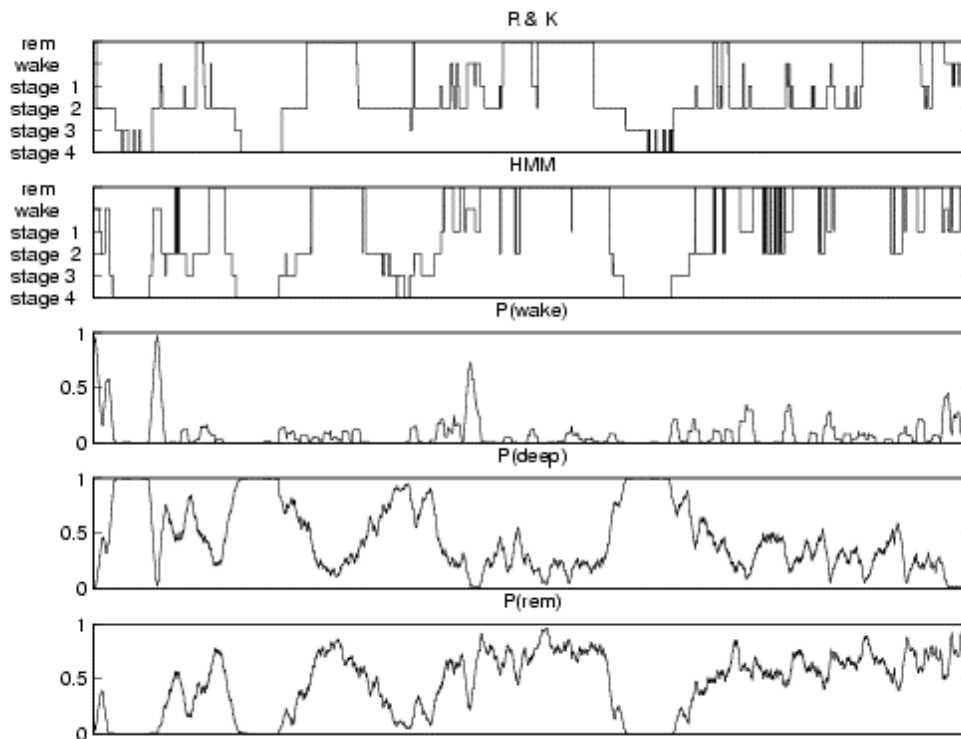 R & K
rem
wake
stage 1
stage 2
stage 3
stage 4
HMM
rem
wake
stage 1
stage 2
stage 3
stage 4
P(wake)
1
0.5
0
P(deep)
1
0.5
0
P(rem)
1
0.5
0